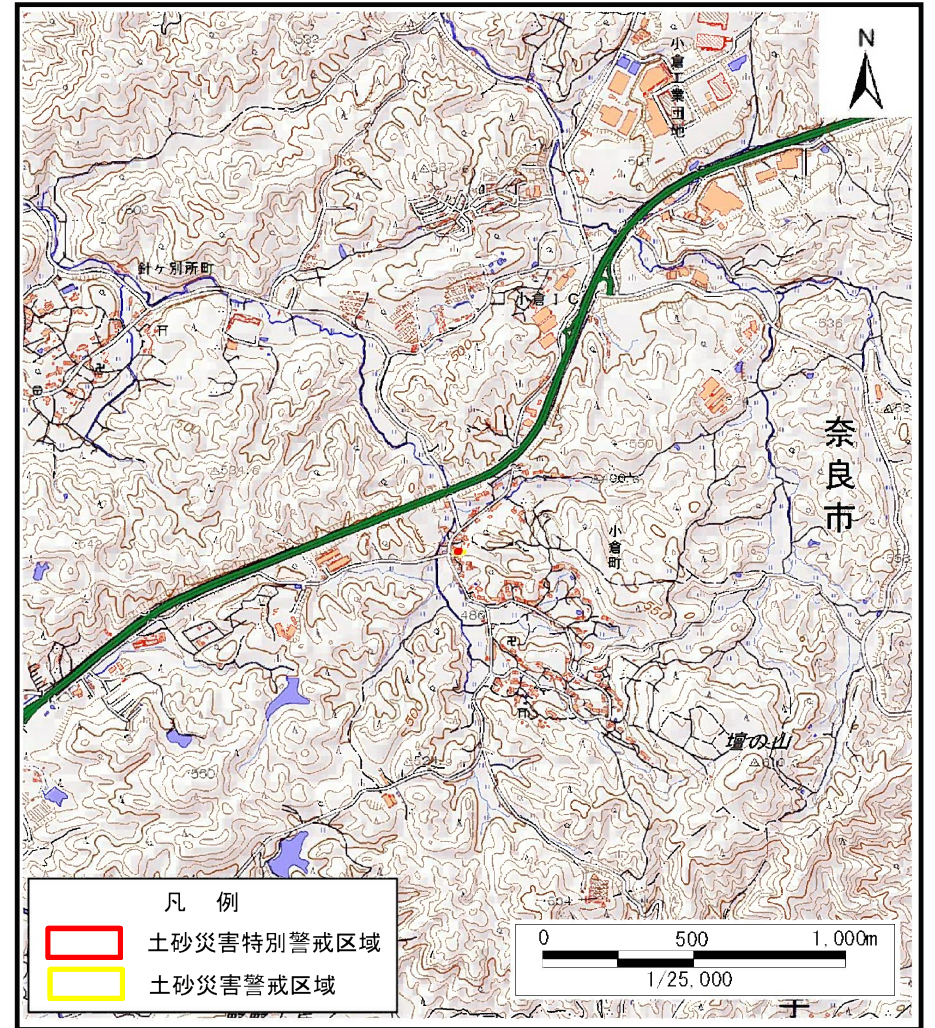 N
小倉工業団地
針ヶ別所町
小倉IC
500
奈良市
小倉町
壇の山
凡 例
土砂災害特別警戒区域
土砂災害警戒区域
0 500 1,000m
1/25,000